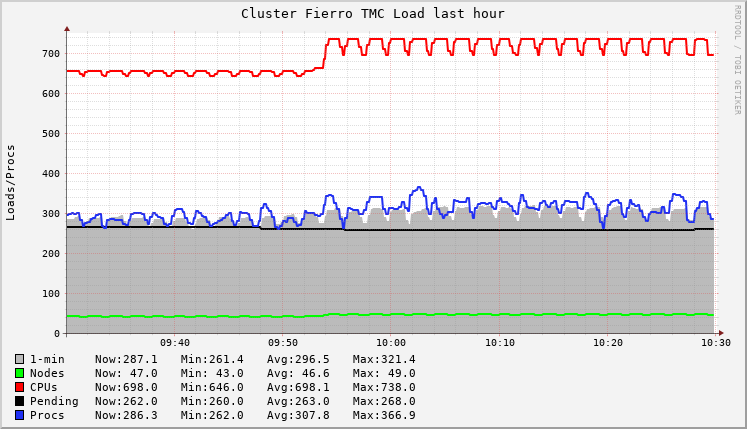 Cluster Fierro TMC Load last hour
RRDTOOL / TOBI OETIKER
Loads/Procs
700
600
500
400
300
200
100
0
09:40 09:50 10:00 10:10 10:20 10:30
1-min Now:287.1 Min:261.4 Avg:296.5 Max:321.4
Nodes Now: 47.0 Min: 43.0 Avg: 46.6 Max: 49.0
CPUs Now:698.0 Min:646.0 Avg:698.1 Max:738.0
Pending Now:262.0 Min:260.0 Avg:263.0 Max:268.0
Procs Now:286.3 Min:262.0 Avg:307.8 Max:366.9